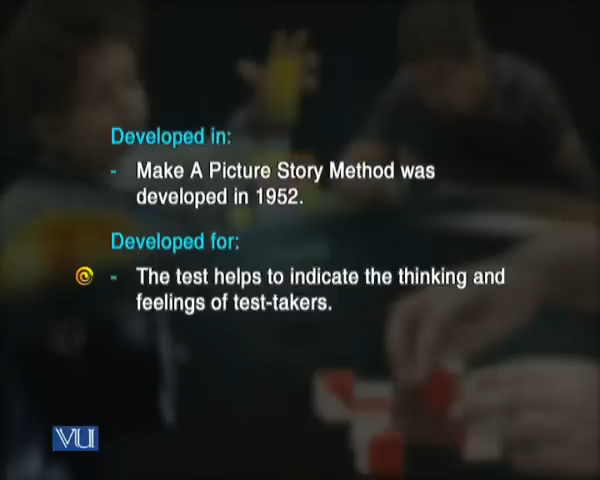 Developed in:
- Make A Picture Story Method was
developed in 1952.
Developed for:
- The test helps to indicate the thinking and
feelings of test-takers.
VU